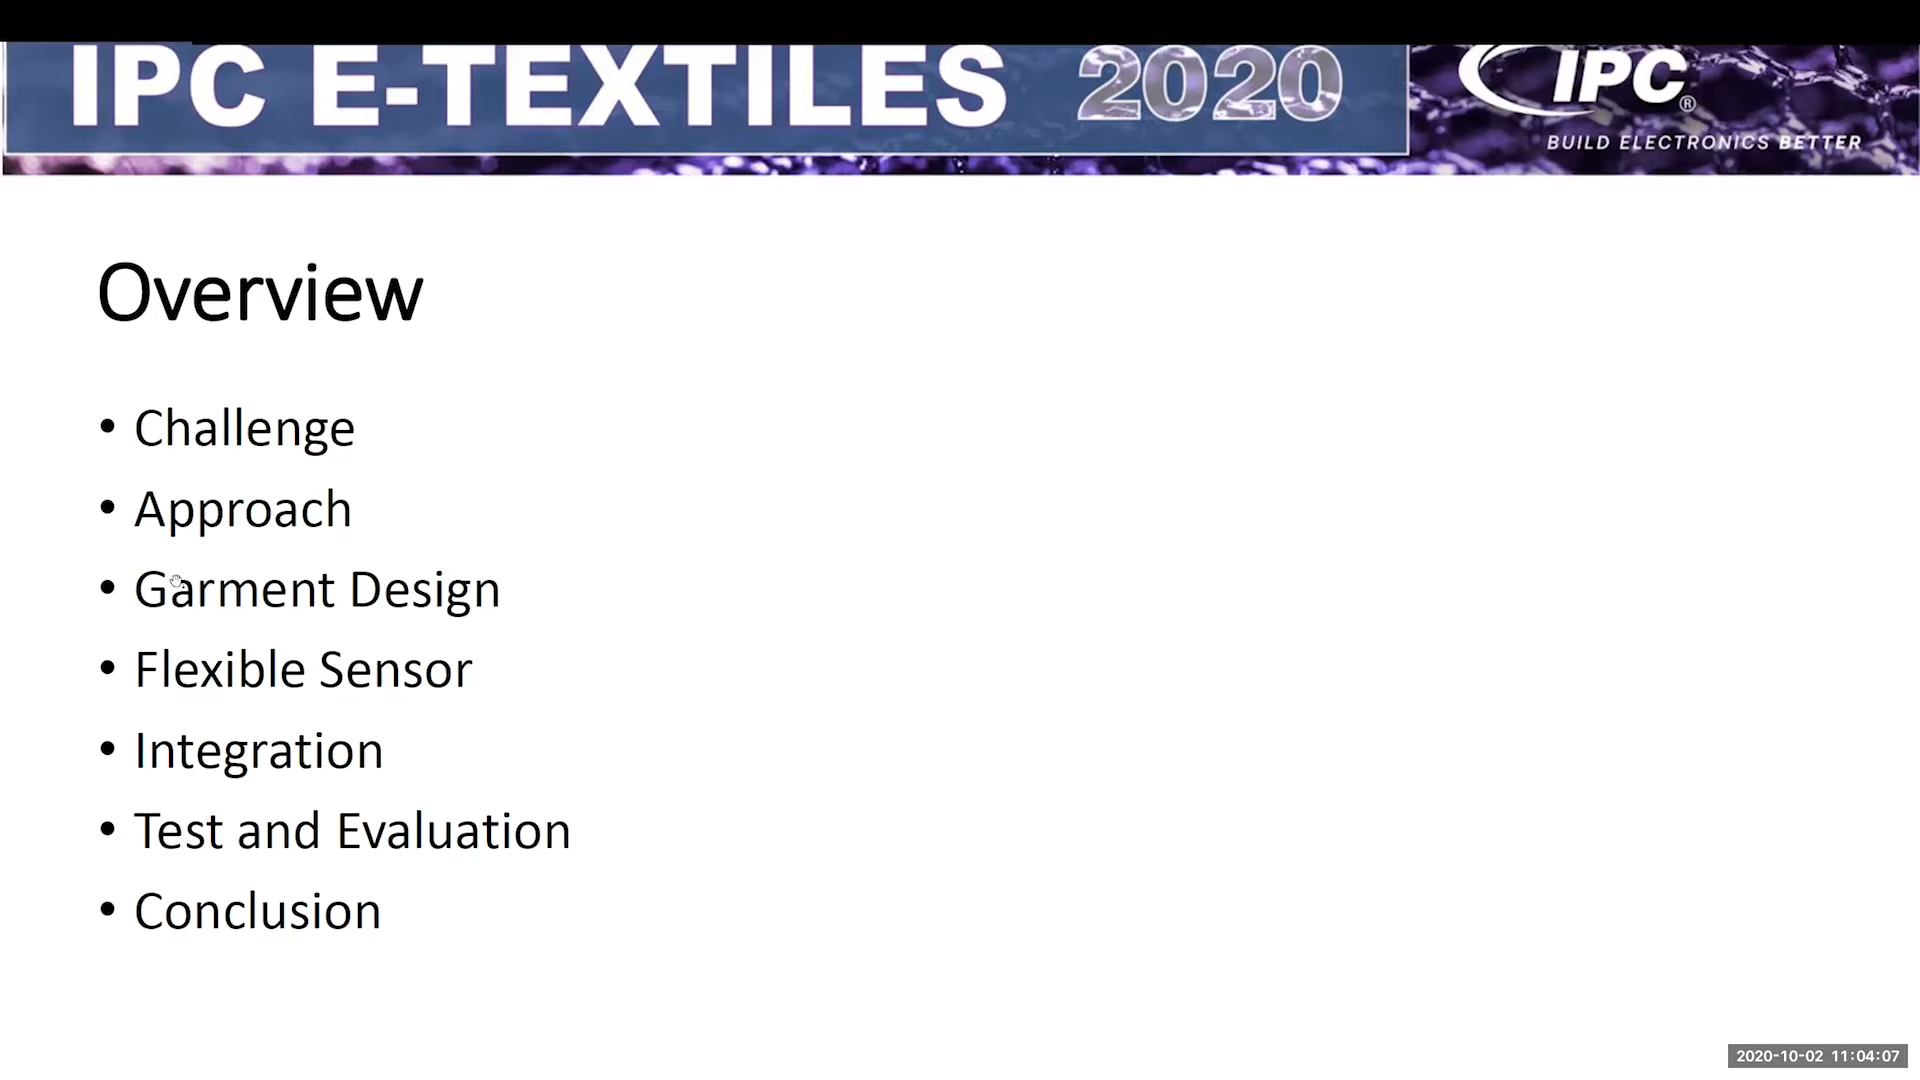 IPC E-TEXTILES 2020
IPC®
BUILD ELECTRONICS BETTER
Overview
• Challenge
• Approach
• Garment Design
• Flexible Sensor
• Integration
• Test and Evaluation
• Conclusion
2020-10-02 11:04:07